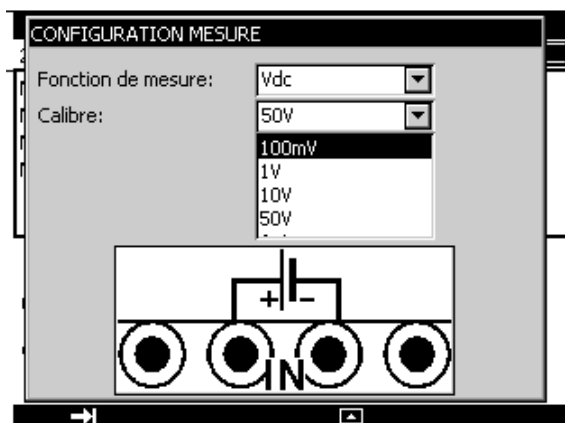 CONFIGURATION MESURE
Fonction de mesure: Vdc
Calibre: 50V
100mV
1V
10V
50V
+ -
IN